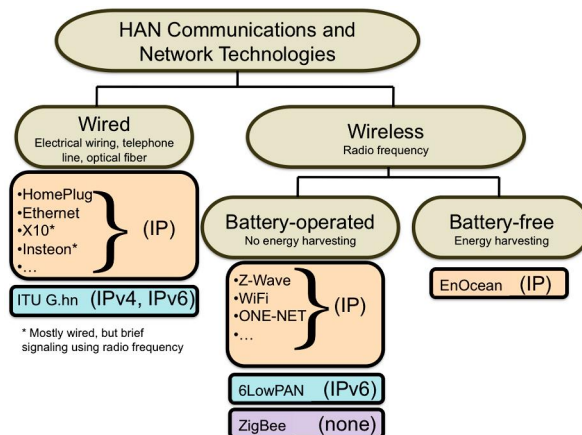 HAN Communications and
Network Technologies
Wired
Electrical wiring, telephone
line, optical fiber
Wireless
Radio frequency
•HomePlug
•Ethernet
•X10*
•Insteon*
•…
(IP)
ITU G.hn (IPv4, IPv6)
* Mostly wired, but brief
signaling using radio frequency
Battery-operated
No energy harvesting
•Z-Wave
•WiFi
•ONE-NET
•…
(IP)
6LowPAN (IPv6)
ZigBee (none)
Battery-free
Energy harvesting
EnOcean (IP)